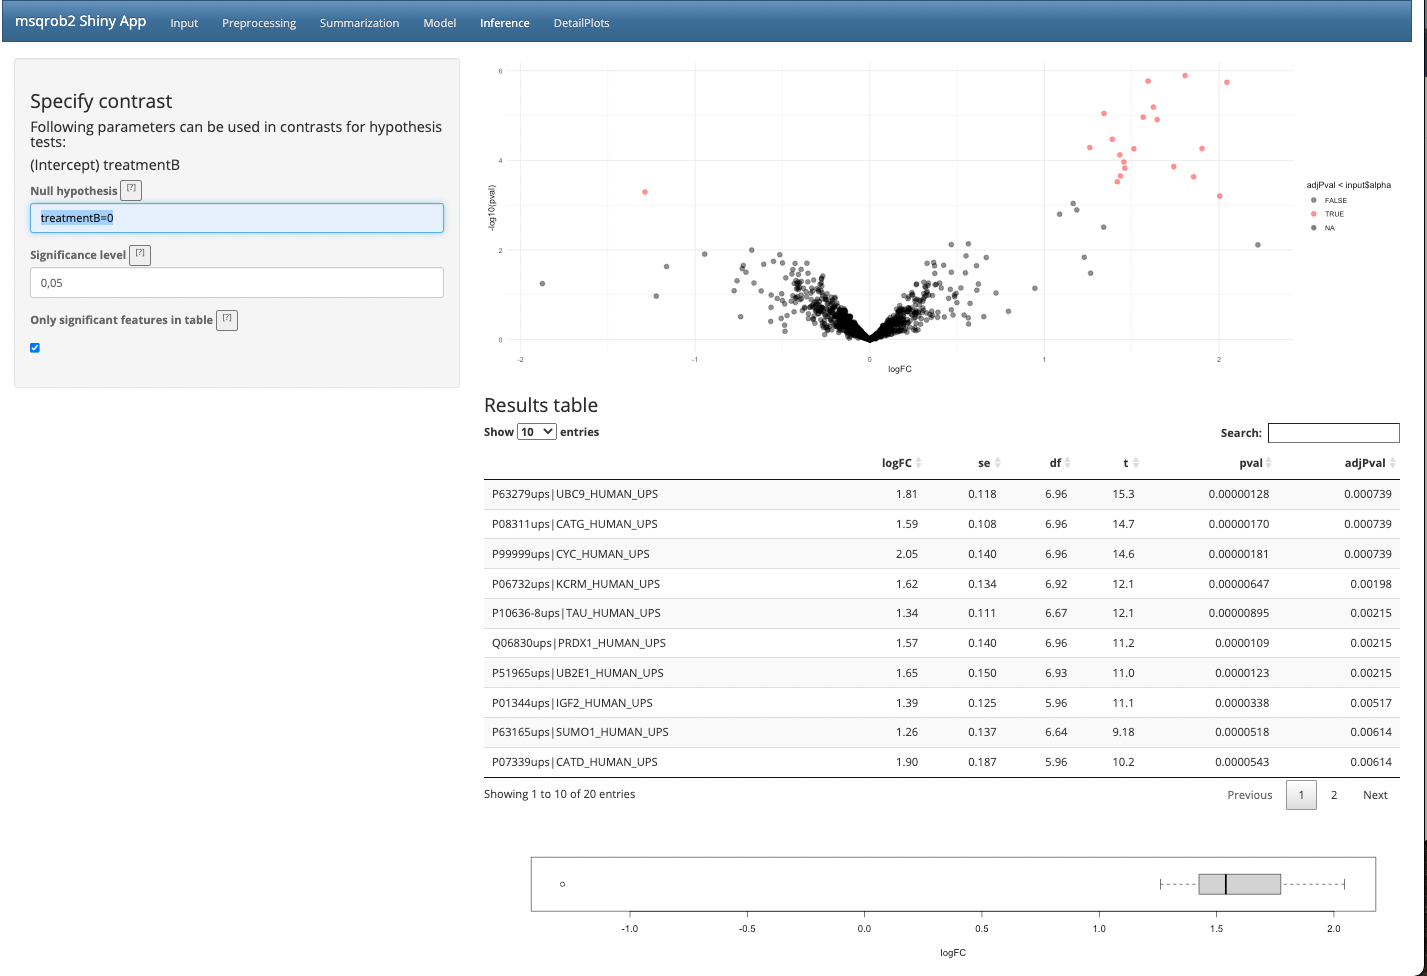 msqrob2 Shiny App Input Preprocessing Summarization Model Inference DetailPlots
Specify contrast
Following parameters can be used in contrasts for hypothesis
tests:
(Intercept) treatmentB
Null hypothesis [?]
treatmentB=0
Significance level [?]
0,05
Only significant features in table [?]
6
4
2
0
-log10(pval)
-2 -1 0 1 2
logFC
adjPval < input$alpha
FALSE
TRUE
NA
Results table
Show 10 entries Search:
logFC se df t pval adjPval
P63279ups|UBC9_HUMAN_UPS 1.81 0.118 6.96 15.3 0.00000128 0.000739
P08311ups|CATG_HUMAN_UPS 1.59 0.108 6.96 14.7 0.00000170 0.000739
P99999ups|CYC_HUMAN_UPS 2.05 0.140 6.96 14.6 0.00000181 0.000739
P06732ups|KCRM_HUMAN_UPS 1.62 0.134 6.92 12.1 0.00000647 0.00198
P10636-8ups|TAU_HUMAN_UPS 1.34 0.111 6.67 12.1 0.00000895 0.00215
Q06830ups|PRDX1_HUMAN_UPS 1.57 0.140 6.96 11.2 0.0000109 0.00215
P51965ups|UB2E1_HUMAN_UPS 1.65 0.150 6.93 11.0 0.0000123 0.00215
P01344ups|IGF2_HUMAN_UPS 1.39 0.125 5.96 11.1 0.0000338 0.00517
P63165ups|SUMO1_HUMAN_UPS 1.26 0.137 6.64 9.18 0.0000518 0.00614
P07339ups|CATD_HUMAN_UPS 1.90 0.187 5.96 10.2 0.0000543 0.00614
Showing 1 to 10 of 20 entries Previous 1 2 Next
-1.0 -0.5 0.0 0.5 1.0 1.5 2.0
logFC